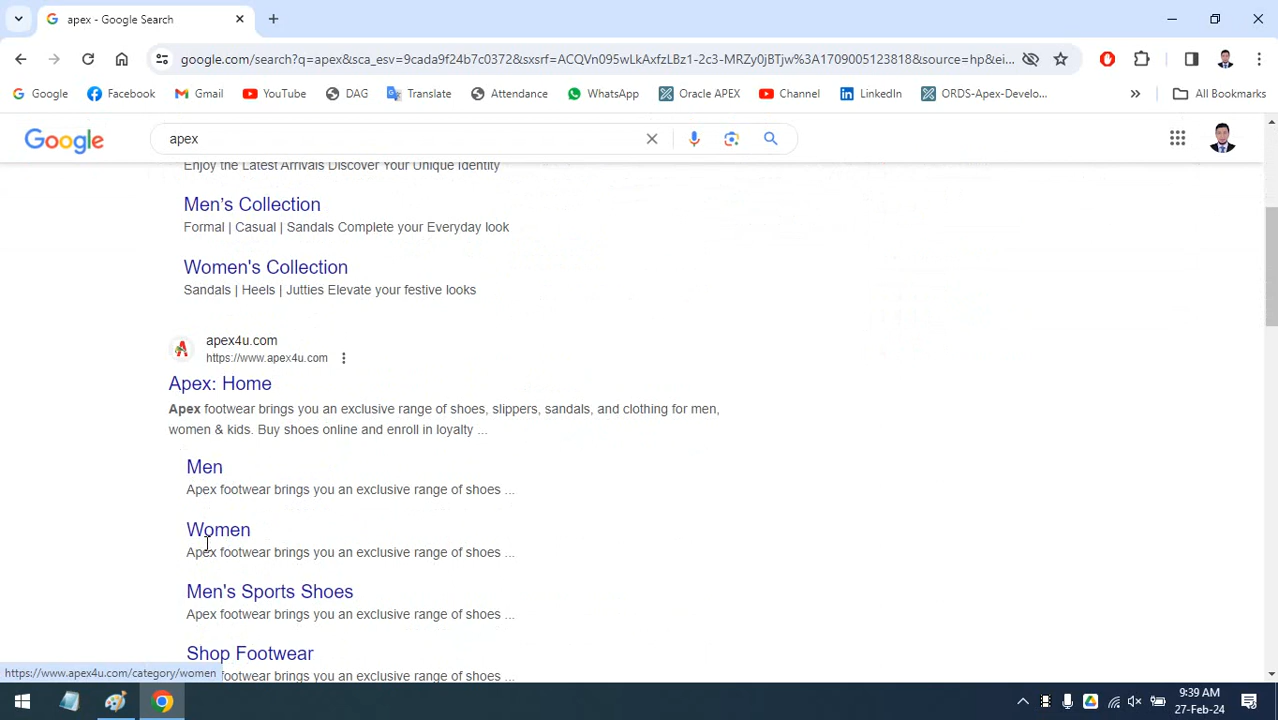 apex - Google Search
google.com/search?q=apex&sca_esv=9cada9f24b7c0372&sxsrf=ACQVn095wLkAxfzLBz1-2c3-MRZy0jBTjw%3A1709005123818&source=hp&ei...
Google Facebook Gmail YouTube DAG Translate Attendance WhatsApp Oracle APEX Channel LinkedIn ORDS-Apex-Develo... » All Bookmarks
Google apex
Enjoy the Latest Arrivals Discover Your Unique Identity
Men's Collection
Formal | Casual | Sandals Complete your Everyday look
Women's Collection
Sandals | Heels | Jutties Elevate your festive looks
apex4u.com
https://www.apex4u.com
Apex: Home
Apex footwear brings you an exclusive range of shoes, slippers, sandals, and clothing for men,
women & kids. Buy shoes online and enroll in loyalty ...
Men
Apex footwear brings you an exclusive range of shoes ...
Women
Apex footwear brings you an exclusive range of shoes ...
Men's Sports Shoes
Apex footwear brings you an exclusive range of shoes ...
Shop Footwear
footwear brings you an exclusive range of shoes ...
https://www.apex4u.com/category/women
9:39 AM
27-Feb-24